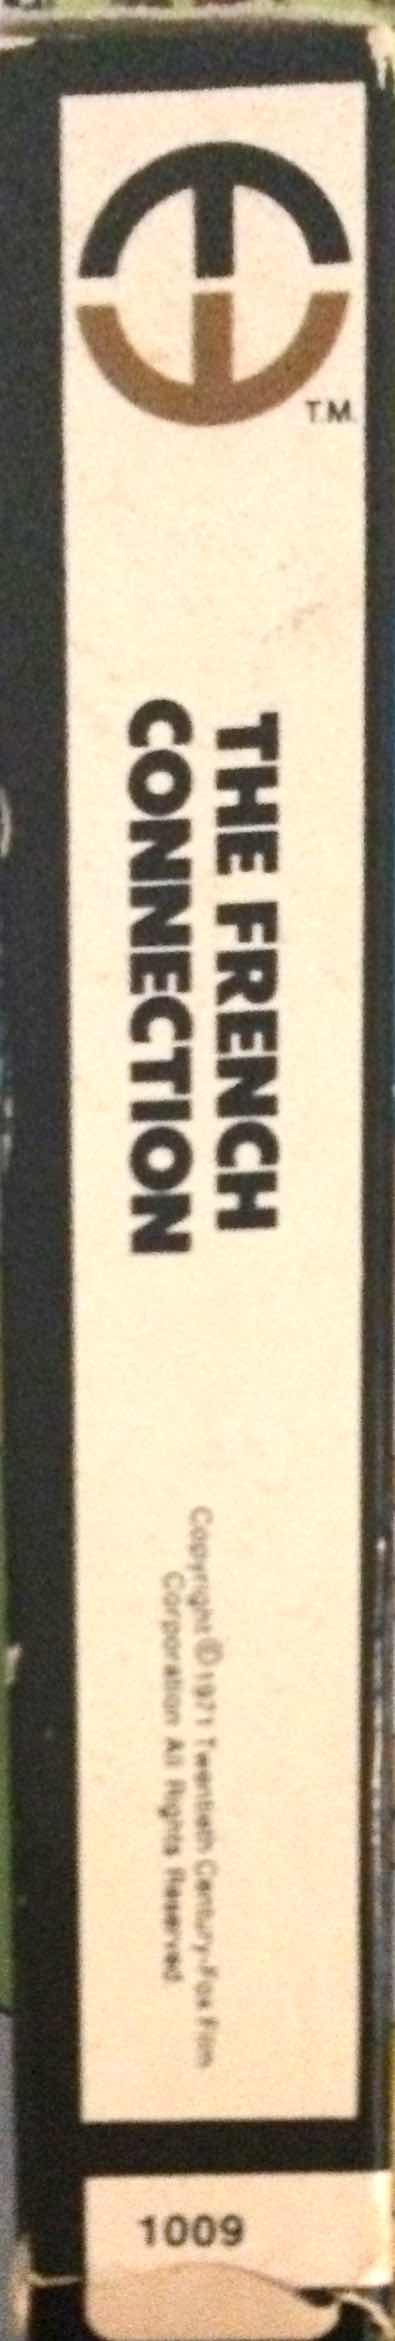 T.M.
THE FRENCH
CONNECTION
Copyright © 1971 Twentieth Century-Fox Film
Corporation All Rights Reserved
1009